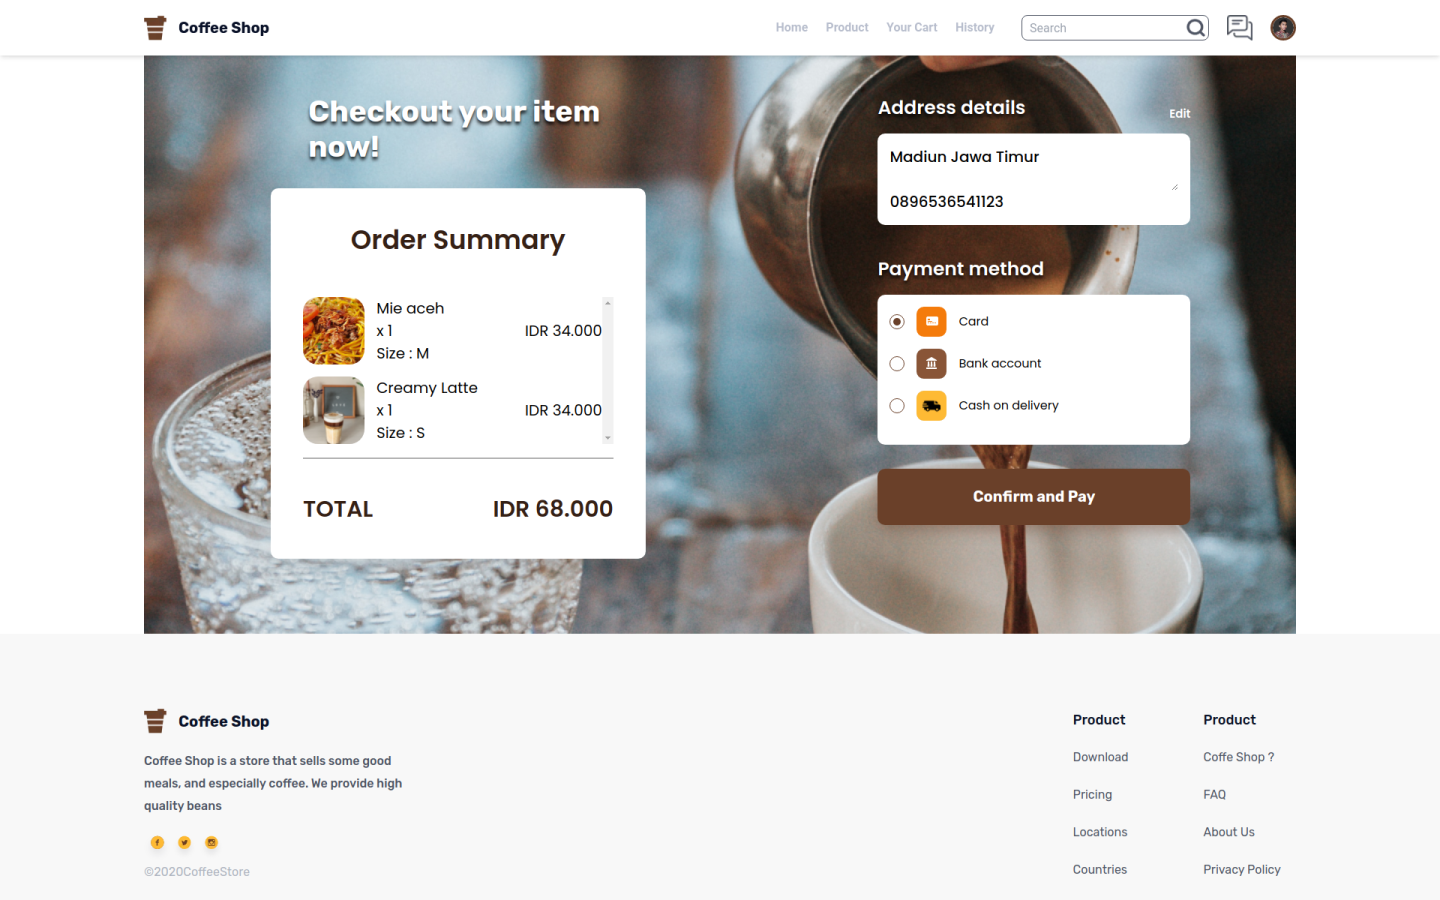 Coffee Shop
Home
Product
Your Cart
History
Search
Checkout your item
now!
Order Summary
Mie aceh
x 1
Size : M
IDR 34.000
Creamy Latte
x 1
Size : S
IDR 34.000
TOTAL
IDR 68.000
Address details
Edit
Madiun Jawa Timur
0896536541123
Payment method
Card
Bank account
Cash on delivery
Confirm and Pay
Coffee Shop
Coffee Shop is a store that sells some good
meals, and especially coffee. We provide high
quality beans
©2020CoffeeStore
Product
Download
Pricing
Locations
Countries
Product
Coffe Shop ?
FAQ
About Us
Privacy Policy